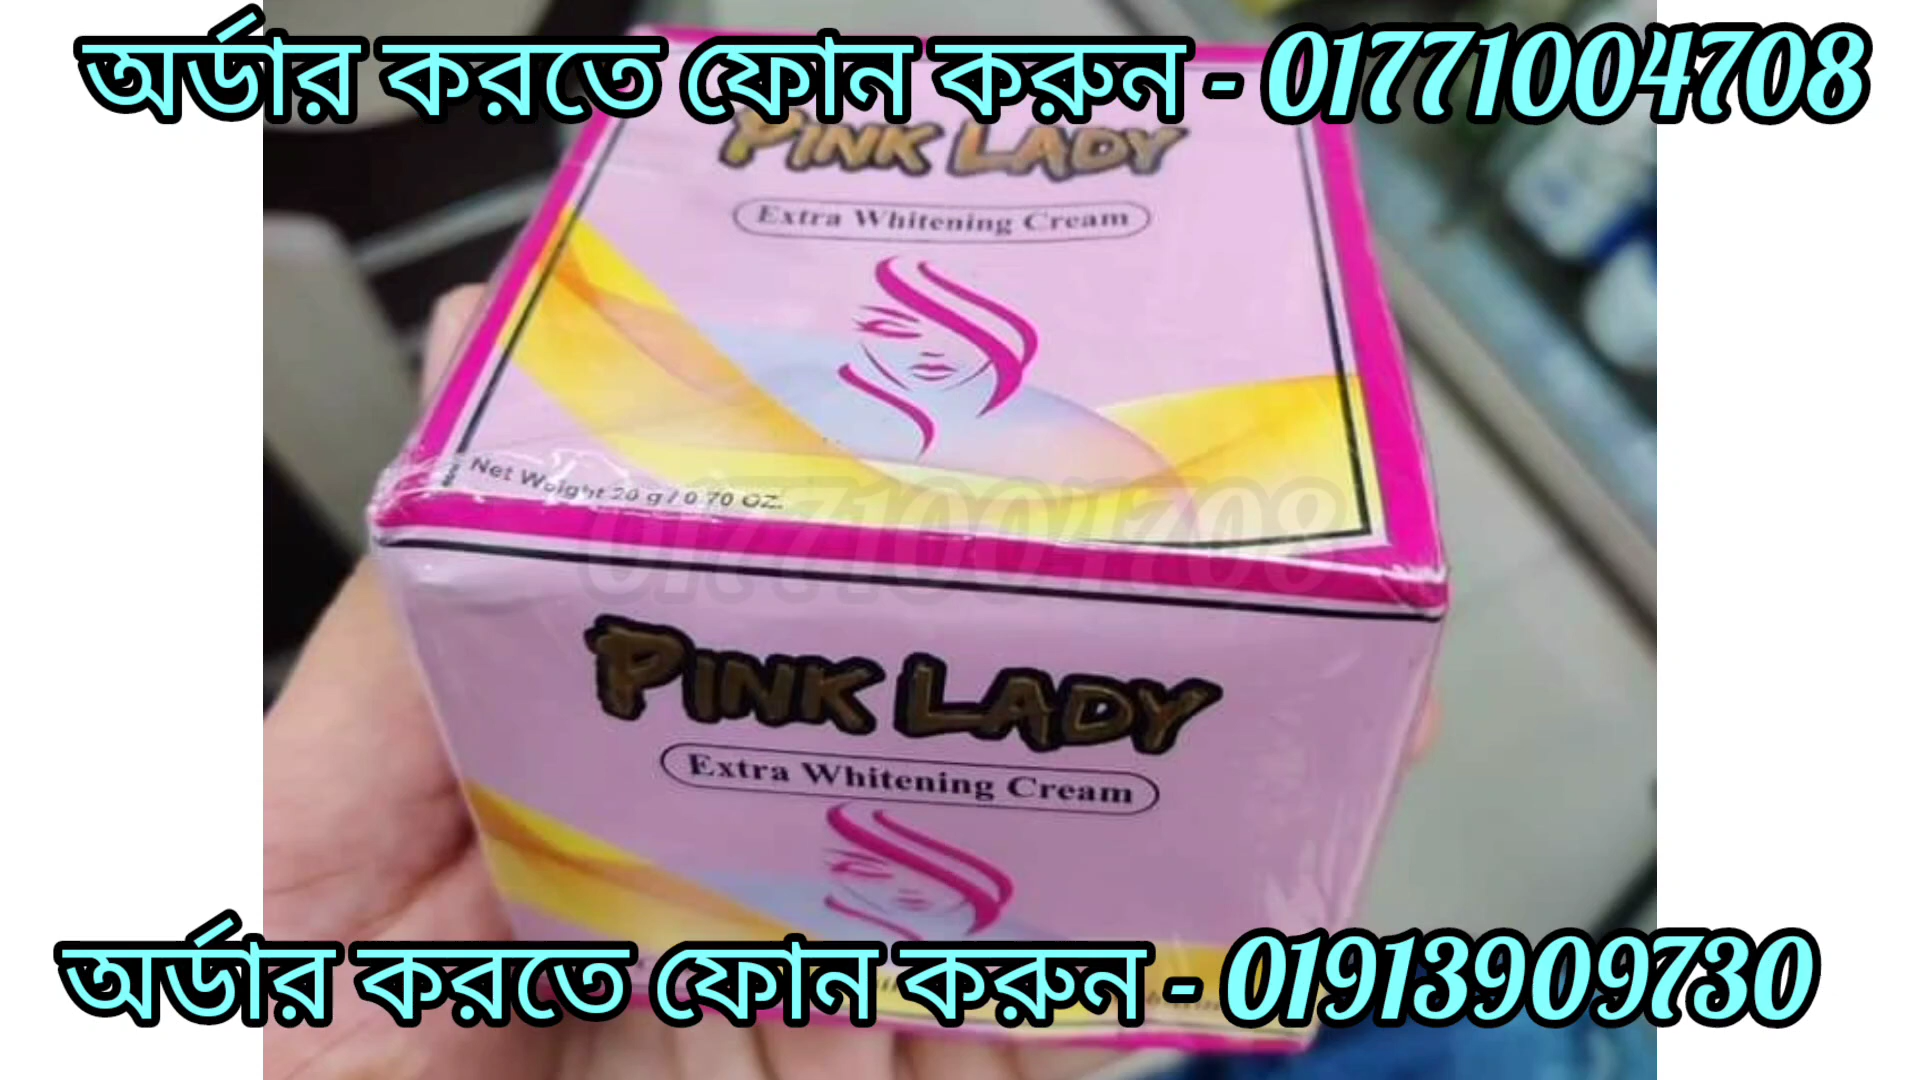 অর্ডার করতে ফোন করুন - 01771004708
PINK LADY
Extra Whitening Cream
Net Weight 20 g / 0.70 OZ.
01771004708
PINK LADY
Extra Whitening Cream
অর্ডার করতে ফোন করুন - 01913909730